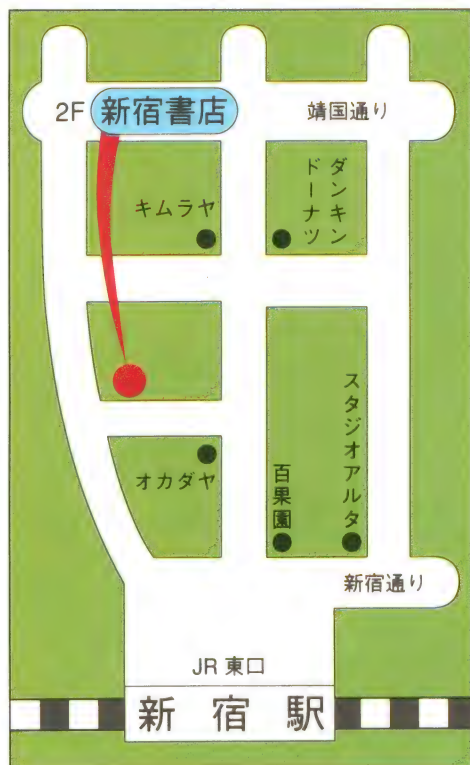 2F 新宿書店
靖国通り
キムラヤ
ダンキン
ドーナツ
スタジオアルタ
百果園
オカダヤ
新宿通り
JR 東口
新宿駅